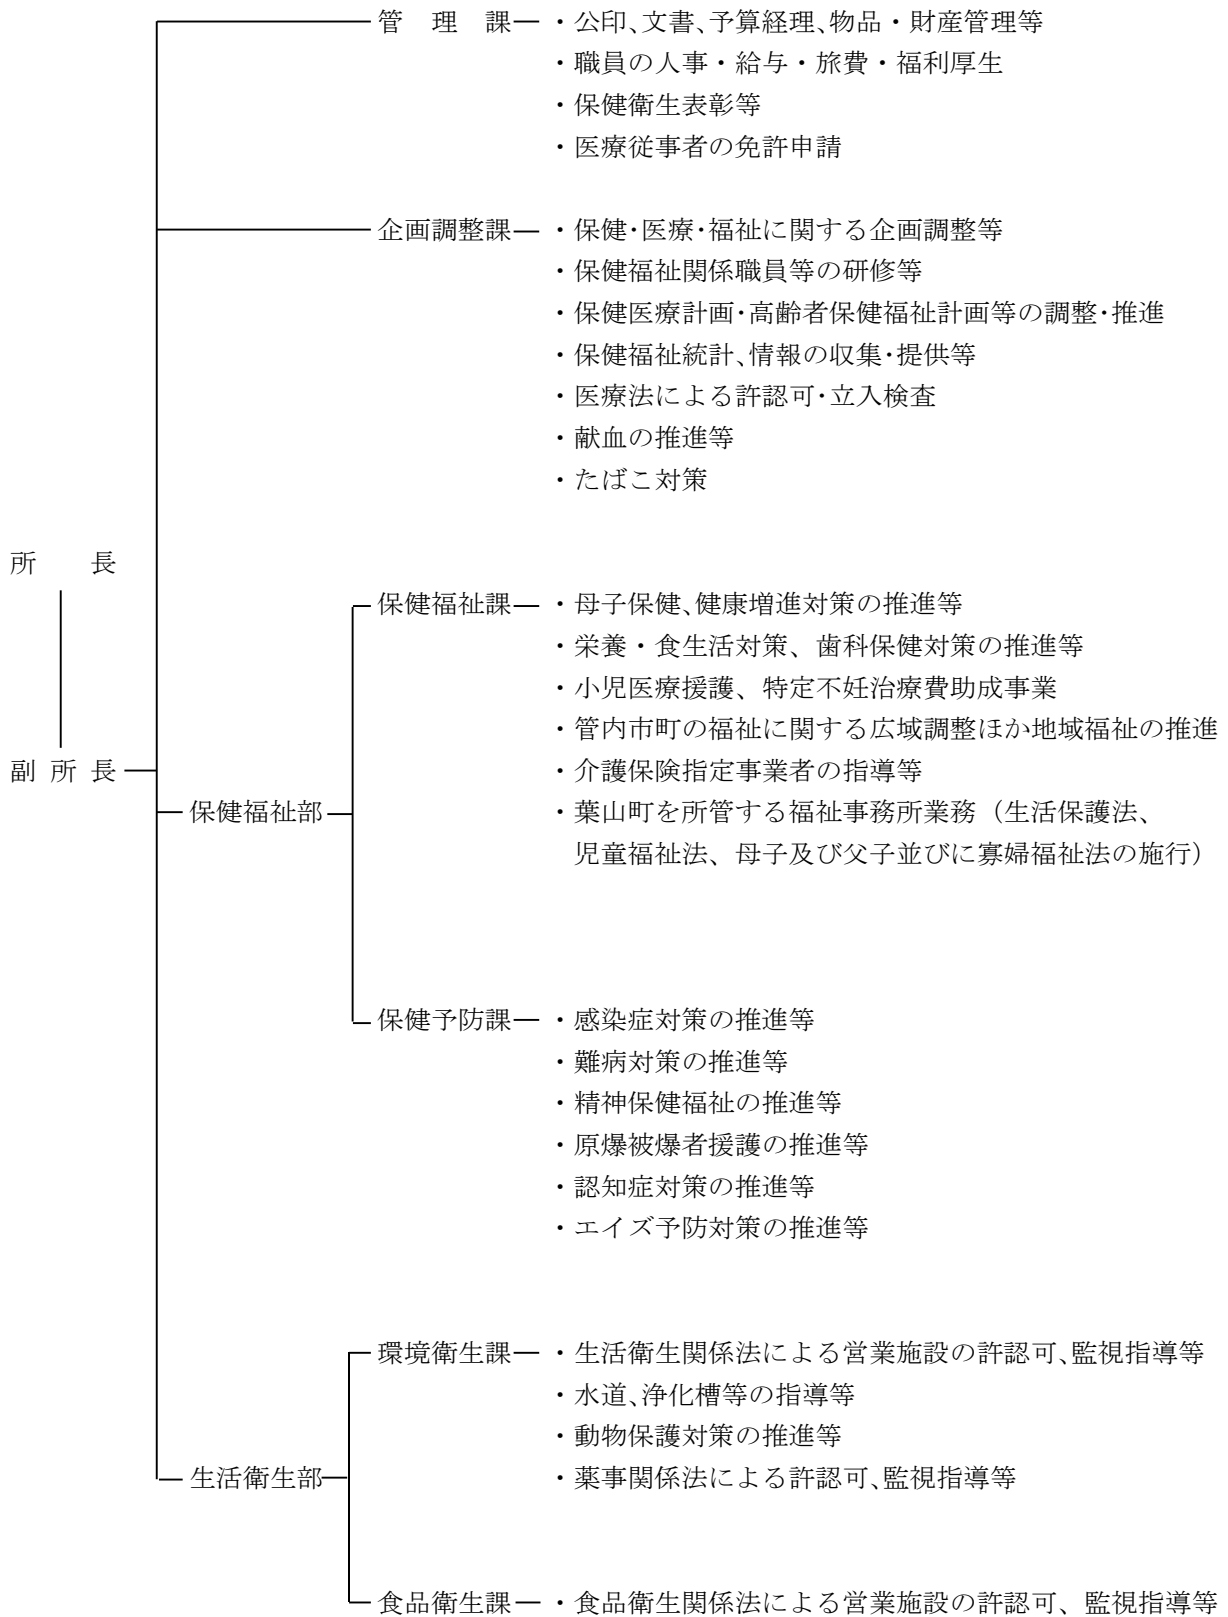 管理課 ・公印、文書、予算経理、物品・財産管理等
・職員の人事・給与・旅費・福利厚生
・保健衛生表彰等
・医療従事者の免許申請
企画調整課 ・保健・医療・福祉に関する企画調整等
・保健福祉関係職員等の研修等
・保健医療計画・高齢者保健福祉計画等の調整・推進
・保健福祉統計、情報の収集・提供等
・医療法による許認可・立入検査
・献血の推進等
・たばこ対策
所長
保健福祉課 ・母子保健、健康増進対策の推進等
・栄養・食生活対策、歯科保健対策の推進等
・小児医療援護、特定不妊治療費助成事業
・管内市町の福祉に関する広域調整ほか地域福祉の推進
副所長 ・介護保険指定事業者の指導等
保健福祉部 ・葉山町を所管する福祉事務所業務（生活保護法、
児童福祉法、母子及び父子並びに寡婦福祉法の施行）
保健予防課 ・感染症対策の推進等
・難病対策の推進等
・精神保健福祉の推進等
・原爆被爆者援護の推進等
・認知症対策の推進等
・エイズ予防対策の推進等
環境衛生課 ・生活衛生関係法による営業施設の許認可、監視指導等
・水道、浄化槽等の指導等
・動物保護対策の推進等
生活衛生部 ・薬事関係法による許認可、監視指導等
食品衛生課 ・食品衛生関係法による営業施設の許認可、監視指導等